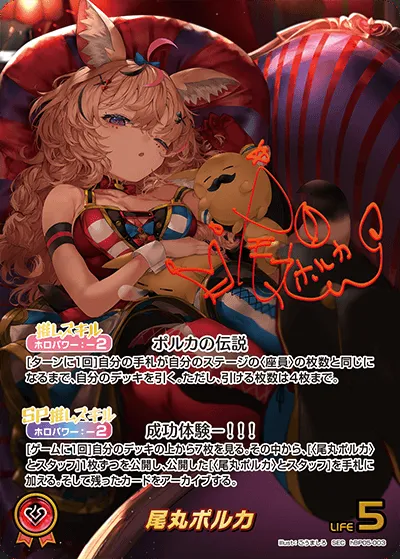 推しスキル
ホロパワー：－2
ポルカの伝説
[ターンに1回]自分の手札が自分のステージの〈座員〉の枚数と同じに
なるまで、自分のデッキを引く。ただし、引ける枚数は4枚まで。
SP推しスキル
ホロパワー：－2
成功体験ー！！！
[ゲームに1回]自分のデッキの上から7枚を見る。その中から、[〈尾丸ポルカ〉
とスタッフ]1枚ずつを公開し、公開した[〈尾丸ポルカ〉とスタッフ]を手札に
加える。そして残ったカードをアーカイブする。
尾丸ポルカ
LIFE 5
illust: こうましろ SEC hBP05-003